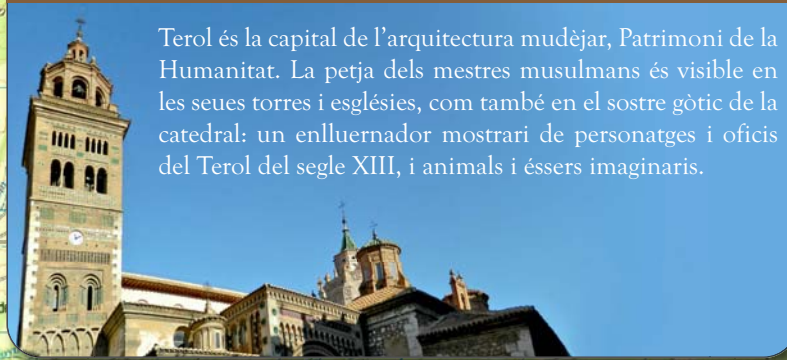 Terol és la capital de l’arquitectura mudèjar, Patrimoni de la
Humanitat. La petja dels mestres musulmans és visible en
les seues torres i esglésies, com també en el sostre gòtic de la
catedral: un enlluernador mostrari de personatges i oficis
del Terol del segle XIII, i animals i éssers imaginaris.